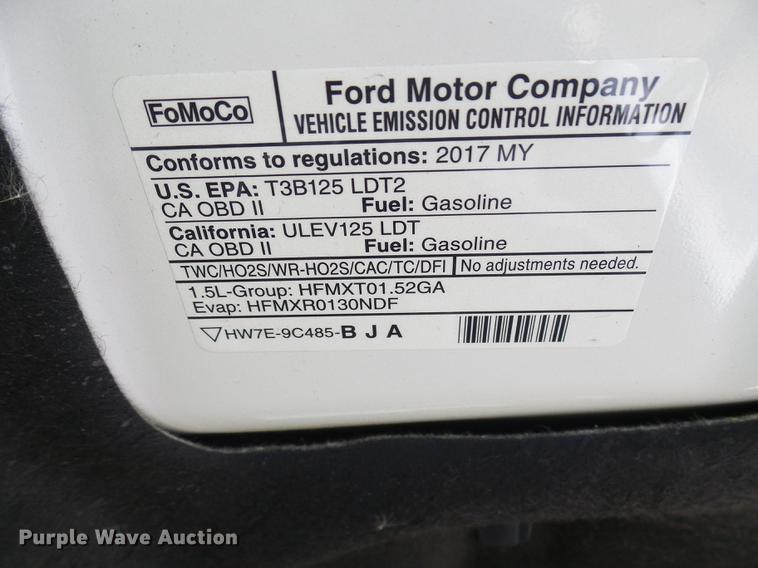 FoMoCo
Ford Motor Company
VEHICLE EMISSION CONTROL INFORMATION
Conforms to regulations: 2017 MY
U.S. EPA: T3B125 LDT2
CA OBD II Fuel: Gasoline
California: ULEV125 LDT
CA OBD II Fuel: Gasoline
TWC/HO2S/WR-HO2S/CAC/TC/DFI No adjustments needed.
1.5L-Group: HFMXT01.52GA
Evap: HFMXR0130NDF
HW7E-9C485-B J A
Purple Wave Auction